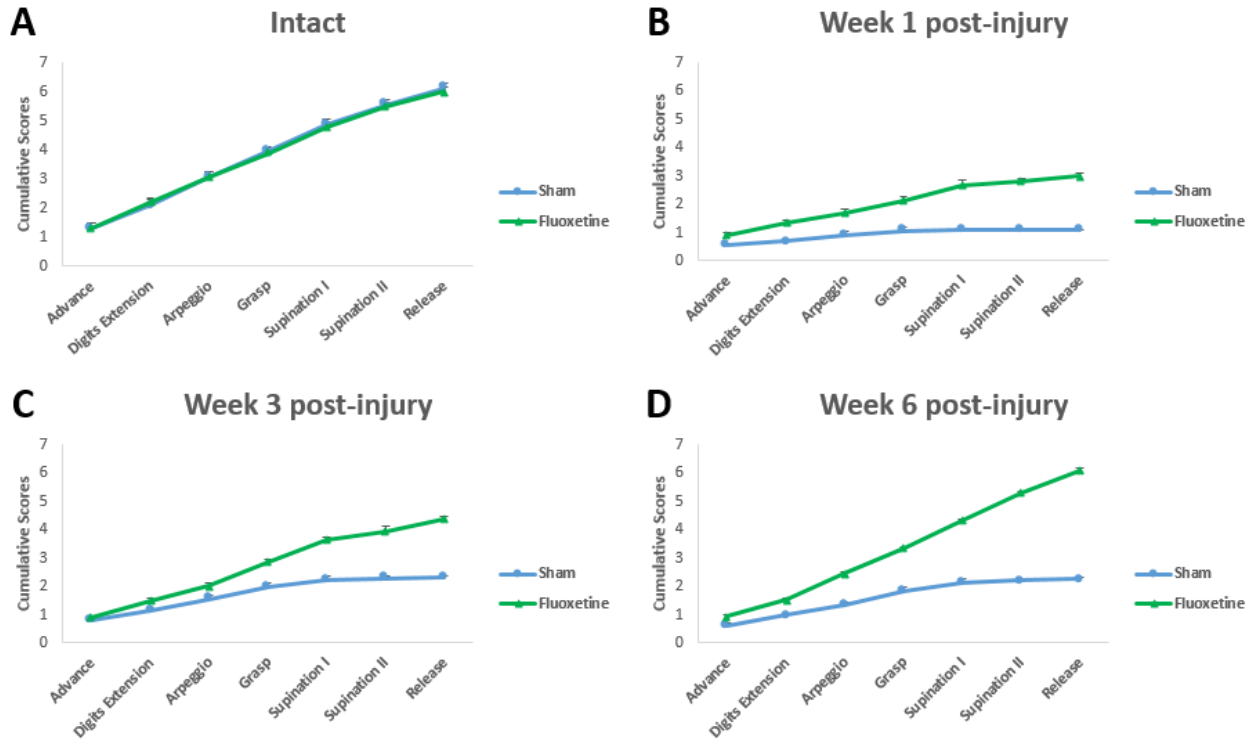 A
Intact
Cumulative Scores
7
6
5
4
3
2
1
0
Advance
Digits Extension
Arpeggio
Grasp
Supination I
Supination II
Release
Sham
Fluoxetine
B
Week 1 post-injury
Cumulative Scores
7
6
5
4
3
2
1
0
Advance
Digits Extension
Arpeggio
Grasp
Supination I
Supination II
Release
Sham
Fluoxetine
C
Week 3 post-injury
Cumulative Scores
7
6
5
4
3
2
1
0
Advance
Digits Extension
Arpeggio
Grasp
Supination I
Supination II
Release
Sham
Fluoxetine
D
Week 6 post-injury
Cumulative Scores
7
6
5
4
3
2
1
0
Advance
Digits Extension
Arpeggio
Grasp
Supination I
Supination II
Release
Sham
Fluoxetine